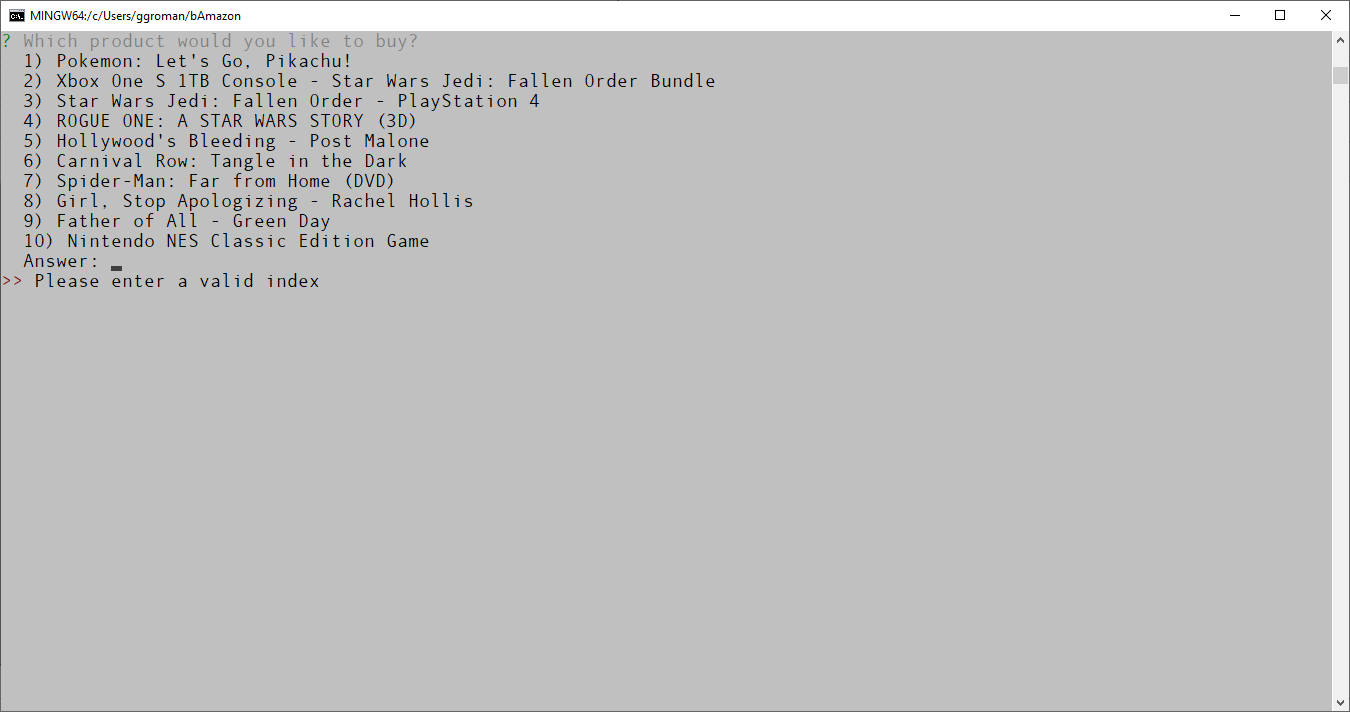 MINGW64:/c/Users/ggroman/bAmazon
? Which product would you like to buy?
1) Pokemon: Let's Go, Pikachu!
2) Xbox One S 1TB Console - Star Wars Jedi: Fallen Order Bundle
3) Star Wars Jedi: Fallen Order - PlayStation 4
4) ROGUE ONE: A STAR WARS STORY (3D)
5) Hollywood's Bleeding - Post Malone
6) Carnival Row: Tangle in the Dark
7) Spider-Man: Far from Home (DVD)
8) Girl, Stop Apologizing - Rachel Hollis
9) Father of All - Green Day
10) Nintendo NES Classic Edition Game
Answer:
>> Please enter a valid index